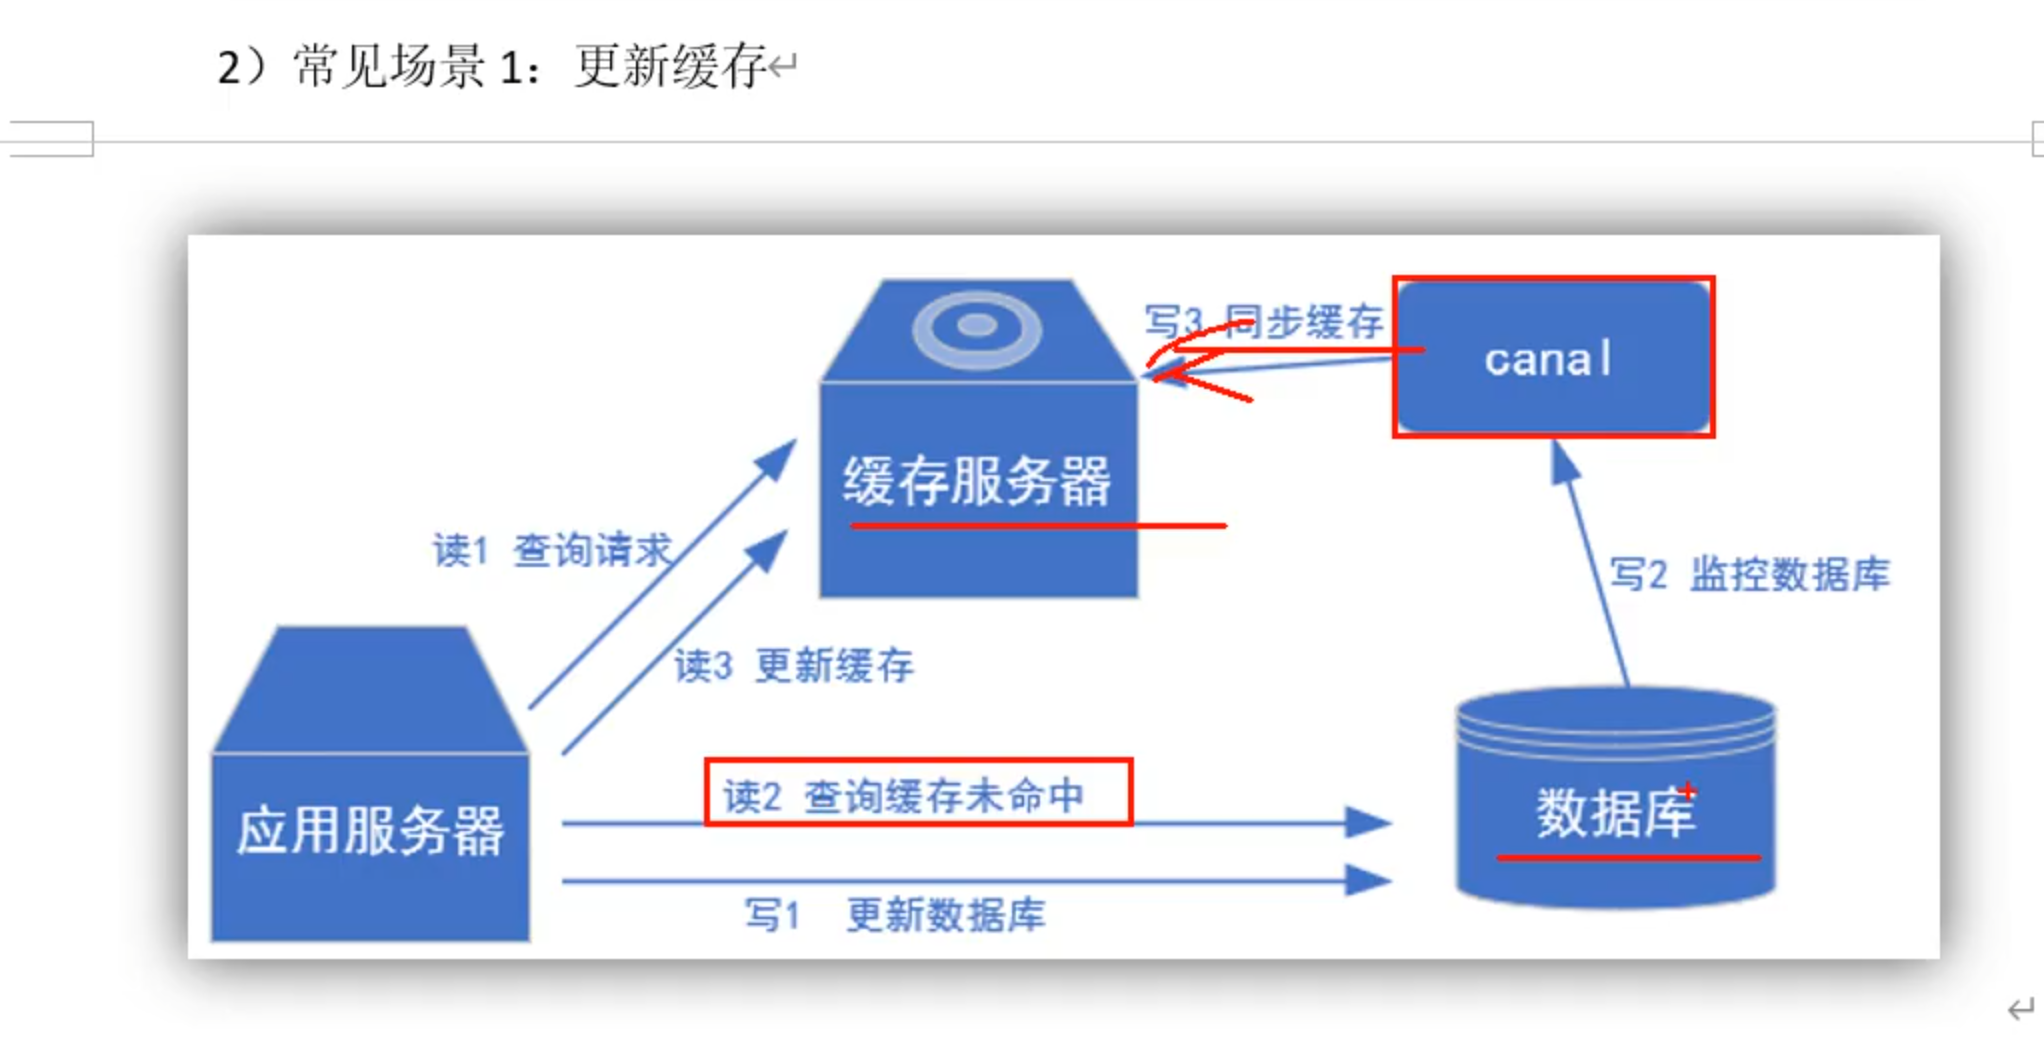 2）常见场景 1：更新缓存
写3 同步缓存
canal
缓存服务器
读1 查询请求
写2 监控数据库
读3 更新缓存
读2 查询缓存未命中
数据库
应用服务器
写1 更新数据库